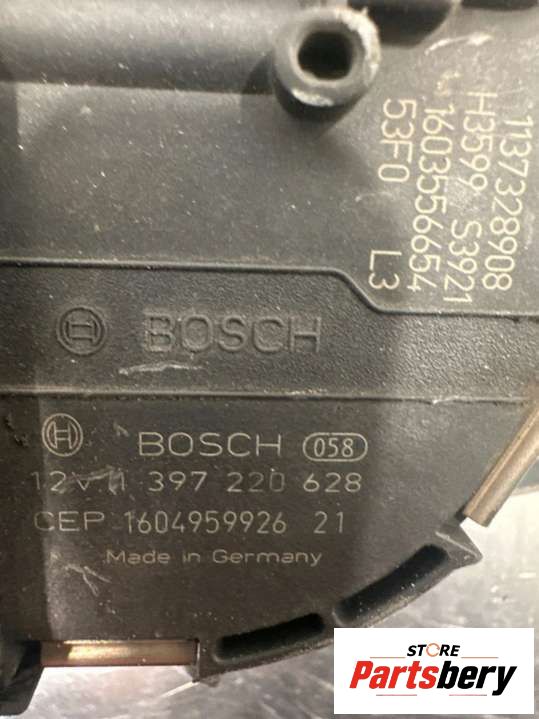 1137328908
H3599 S3921
1603556654
53F0 L3
BOSCH
BOSCH 058
12V 1 397 220 628
CEP 1604959926 21
Made in Germany
STORE
Partsbery